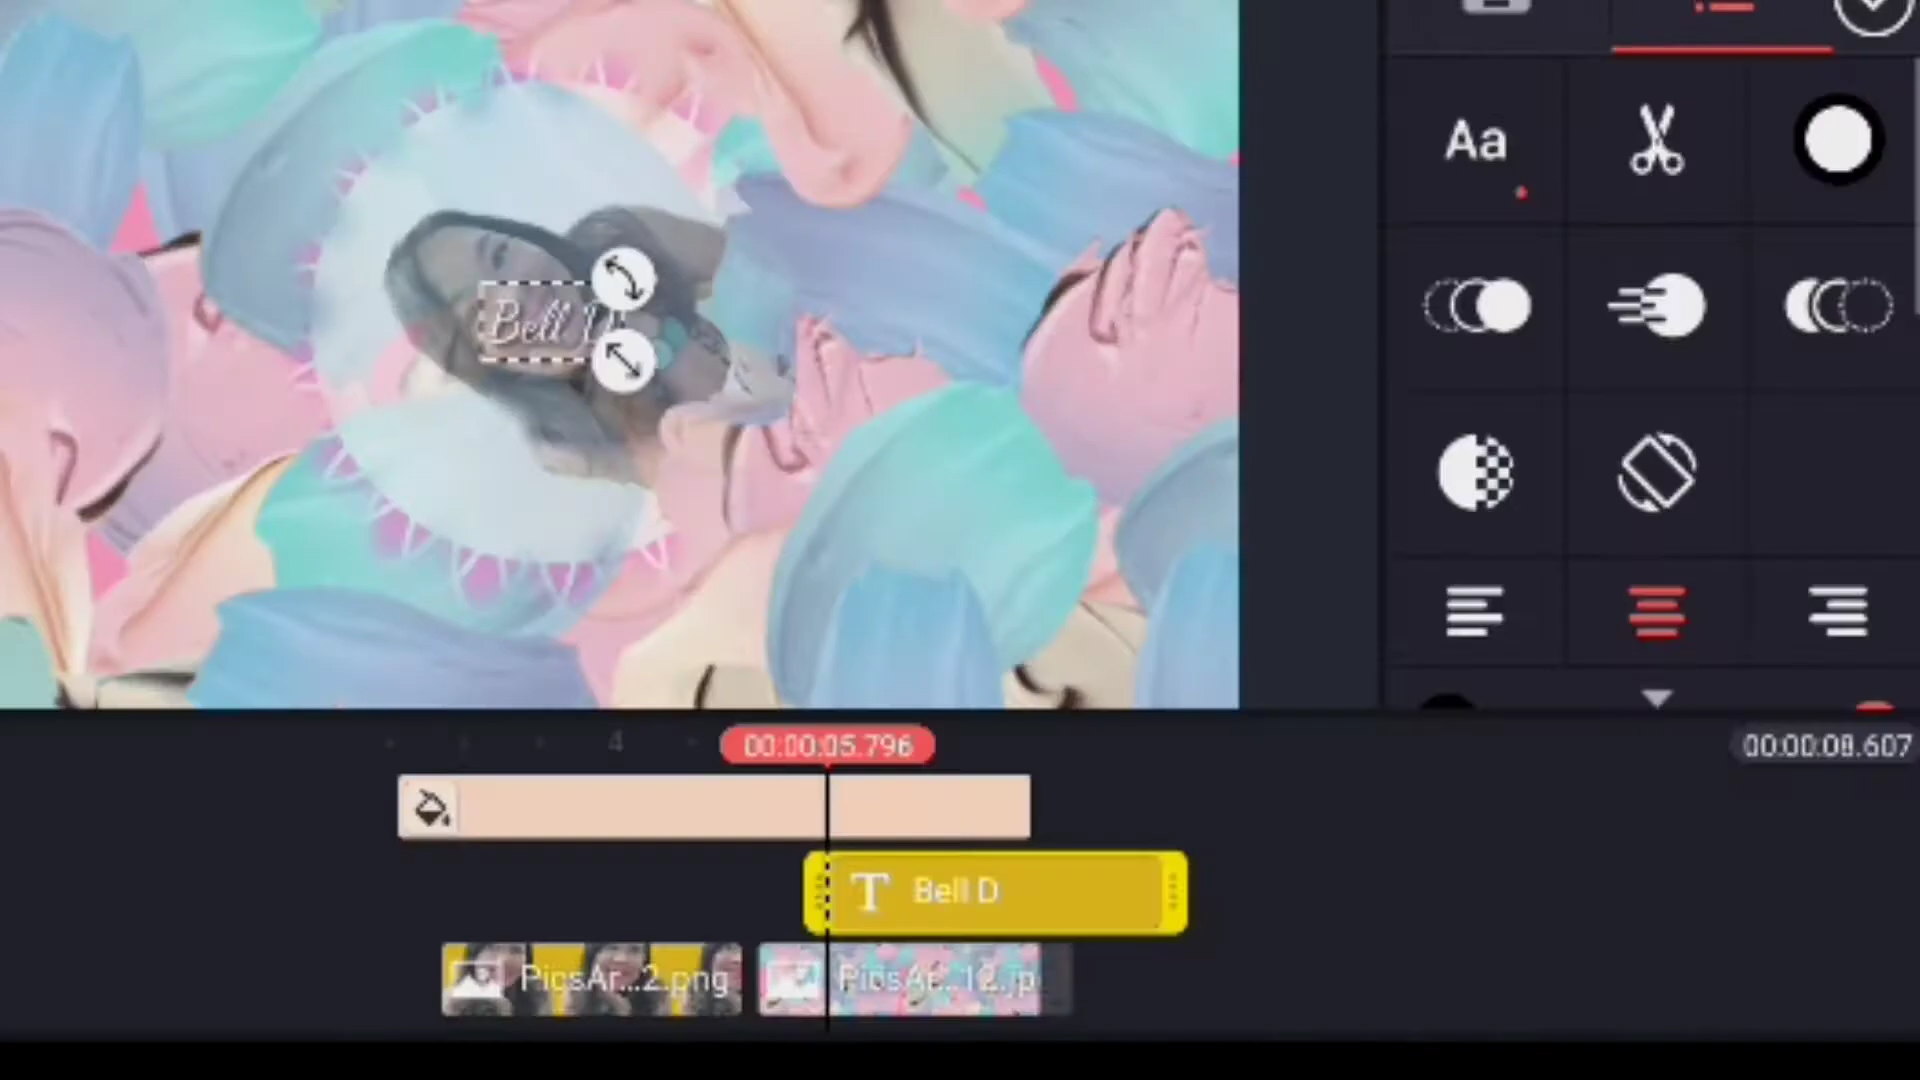 Aa
Bell D
4
00:00:05.796
00:00:08.607
T Bell D
PicsAr...2.png
PicsAr...12.jp